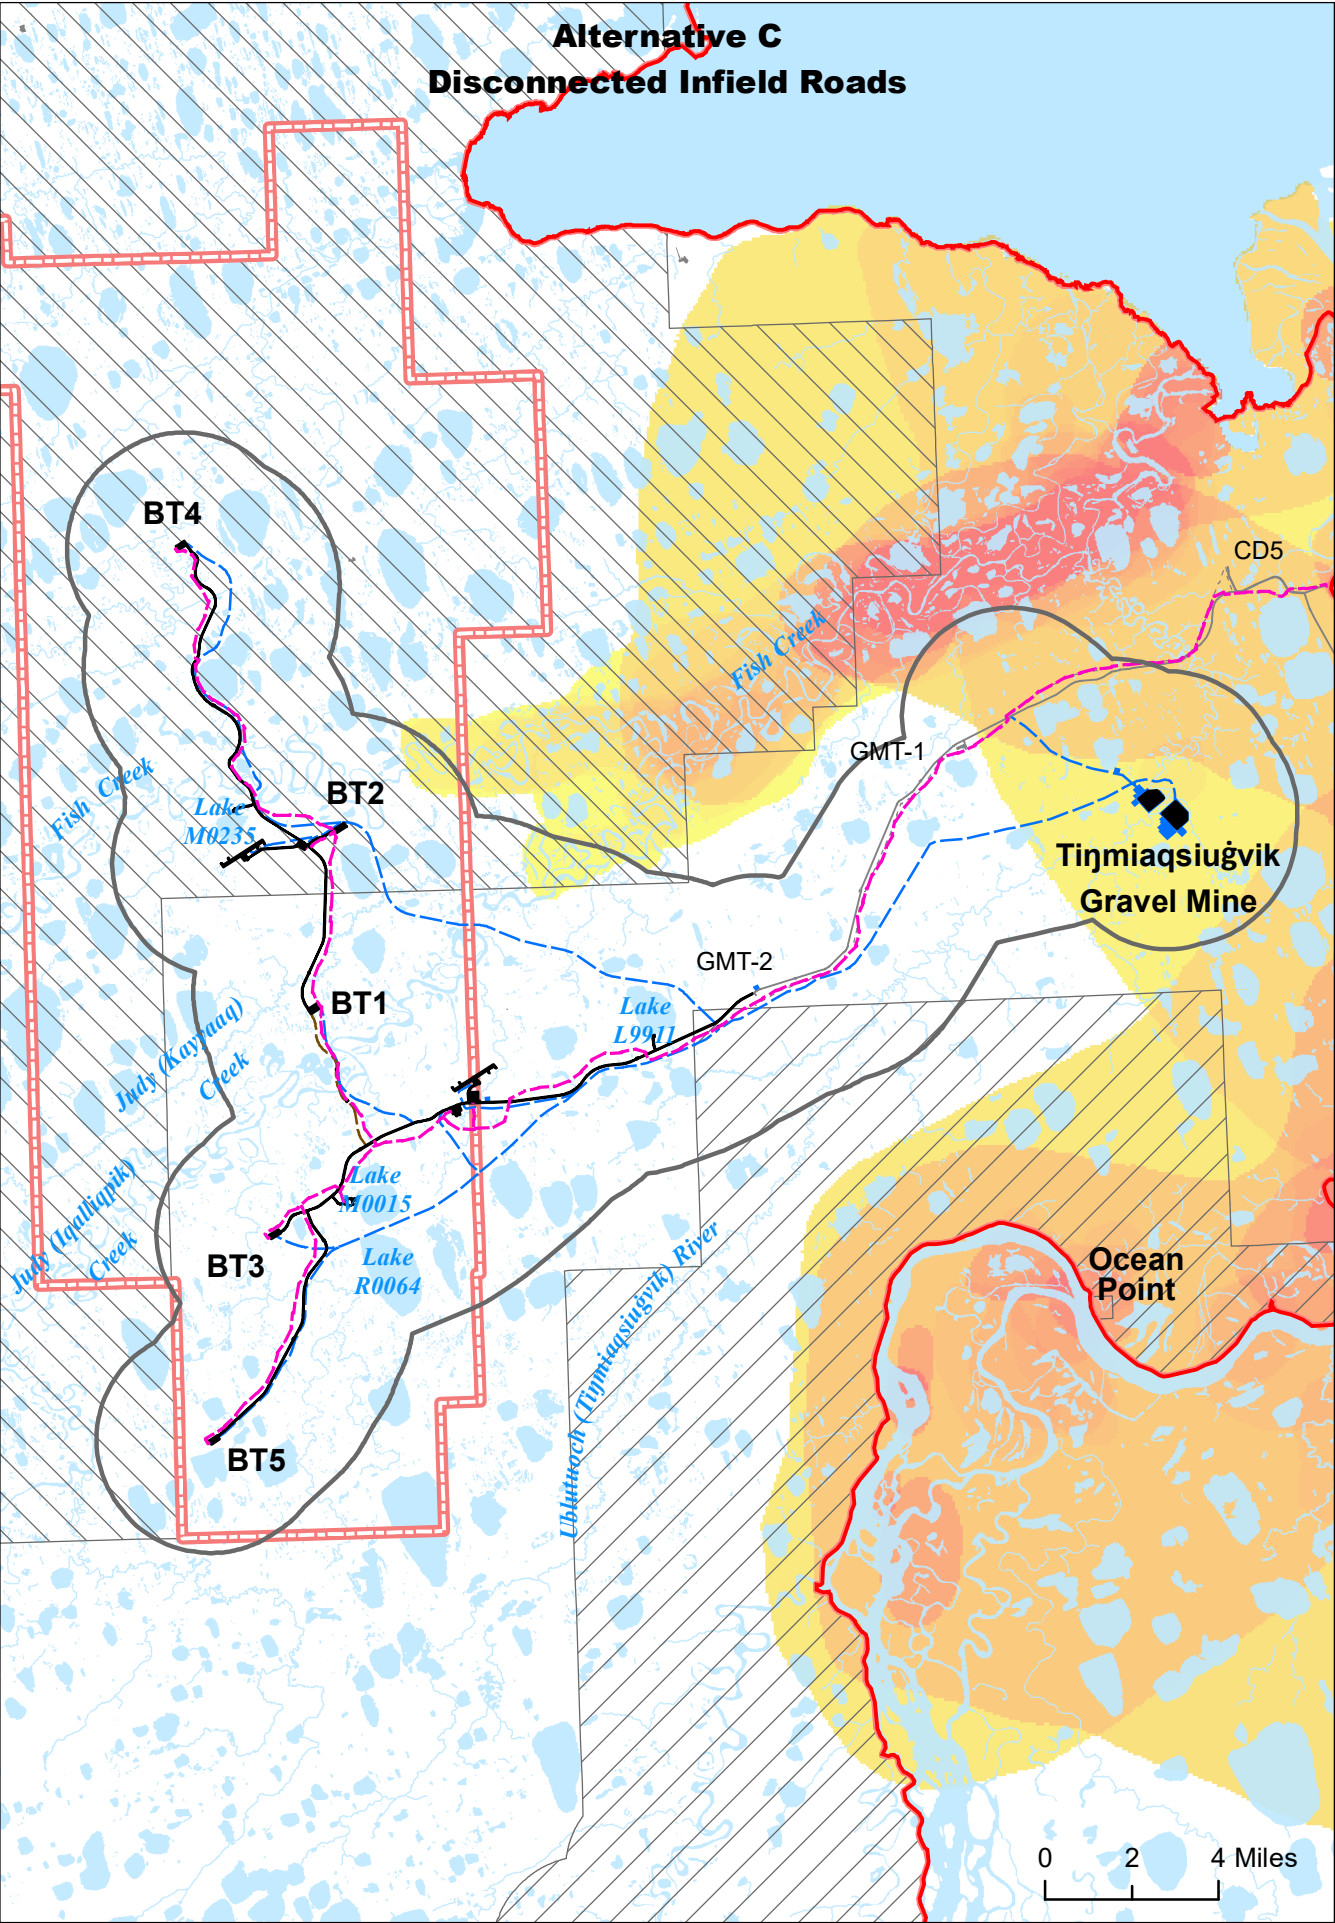 Alternative C
Disconnected Infield Roads
BT4
CD5
Fish Creek
GMT-1
Fish Creek
BT2
Lake
M0235
Tiŋmiaqsiuġvik
Gravel Mine
GMT-2
BT1
Lake
L9911
Judy (Kayyaaq)
Creek
Lake
M0015
Judy (Iqalliqpik)
Creek
BT3
Lake
R0064
Ublutuoch (Tiŋmiaqsiuġvik) River
Ocean
Point
BT5
0 2 4 Miles